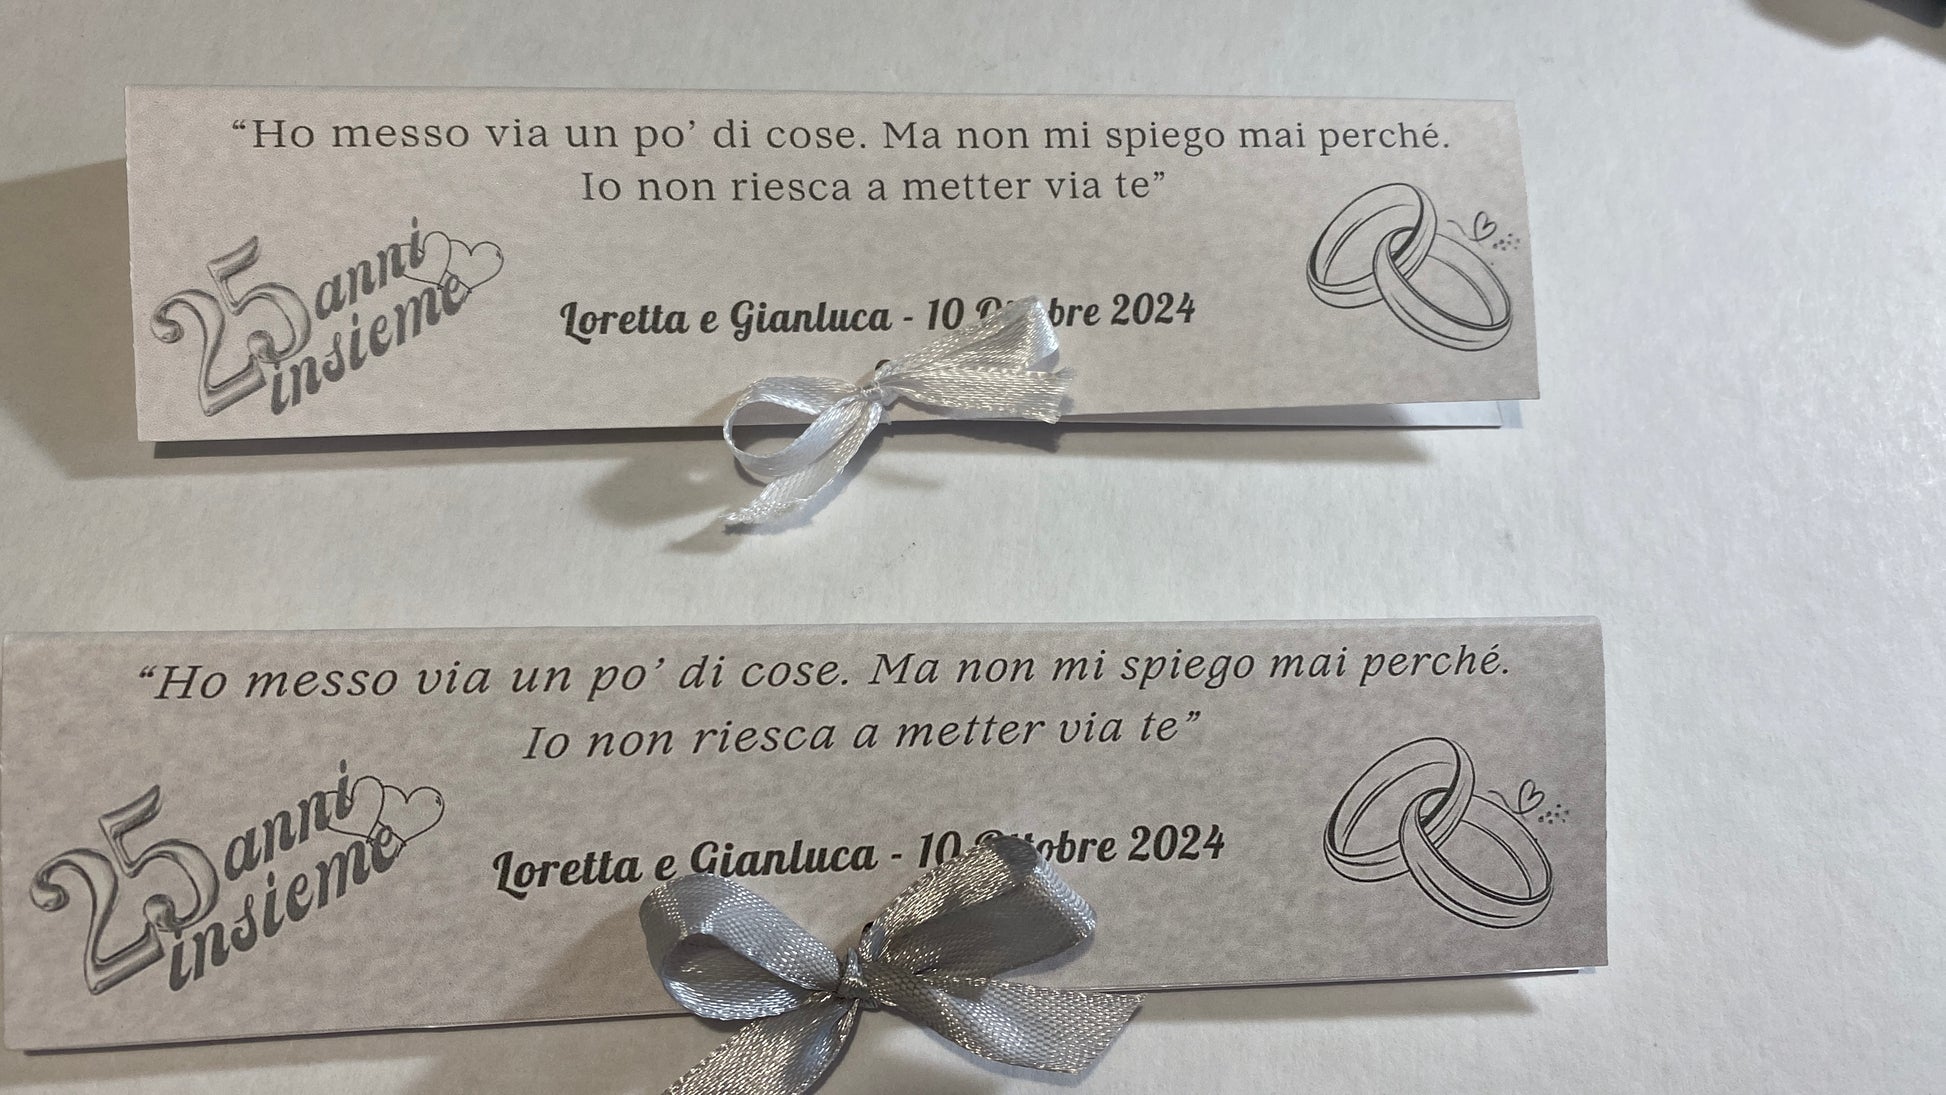 “Ho messo via un po’ di cose. Ma non mi spiego mai perché.
Io non riesca a metter via te”
25 anni
insieme
Loretta e Gianluca - 10 Ottobre 2024
“Ho messo via un po’ di cose. Ma non mi spiego mai perché.
Io non riesca a metter via te”
25 anni
insieme
Loretta e Gianluca - 10 Ottobre 2024